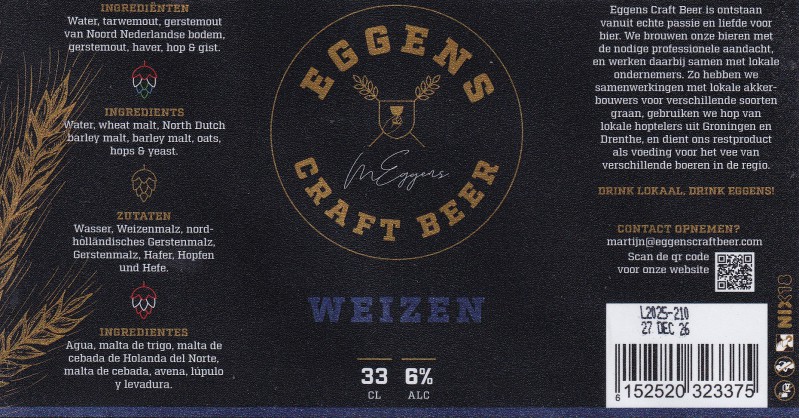 INGREDIËNTEN
Water, tarwemout, gerstemout
van Noord Nederlandse bodem,
gerstemout, haver, hop & gist.
INGREDIENTS
Water, wheat malt, North Dutch
barley malt, barley malt, oats,
hops & yeast.
ZUTATEN
Wasser, Weizenmalz, nord-
holländisches Gerstenmalz,
Gerstenmalz, Hafer, Hopfen
und Hefe.
INGREDIENTES
Agua, malta de trigo, malta de
cebada de Holanda del Norte,
malta de cebada, avena, lúpulo
y levadura.
EGGENS
MEggens
CRAFT BEER
WEIZEN
33 6%
CL ALC
Eggens Craft Beer is ontstaan
vanuit echte passie en liefde voor
bier. We brouwen onze bieren met
de nodige professionele aandacht,
en werken daarbij samen met lokale
ondernemers. Zo hebben we
samenwerkingen met lokale akker-
bouwers voor verschillende soorten
graan, gebruiken we hop van
lokale hoptelers uit Groningen en
Drenthe, en dient ons restproduct
als voeding voor het vee van
verschillende boeren in de regio.
DRINK LOKAAL, DRINK EGGENS!
CONTACT OPNEMEN?
martijn@eggenscraftbeer.com
Scan de qr code
voor onze website
L2025-210
27 DEC 26
6 152520 323375
NIX18